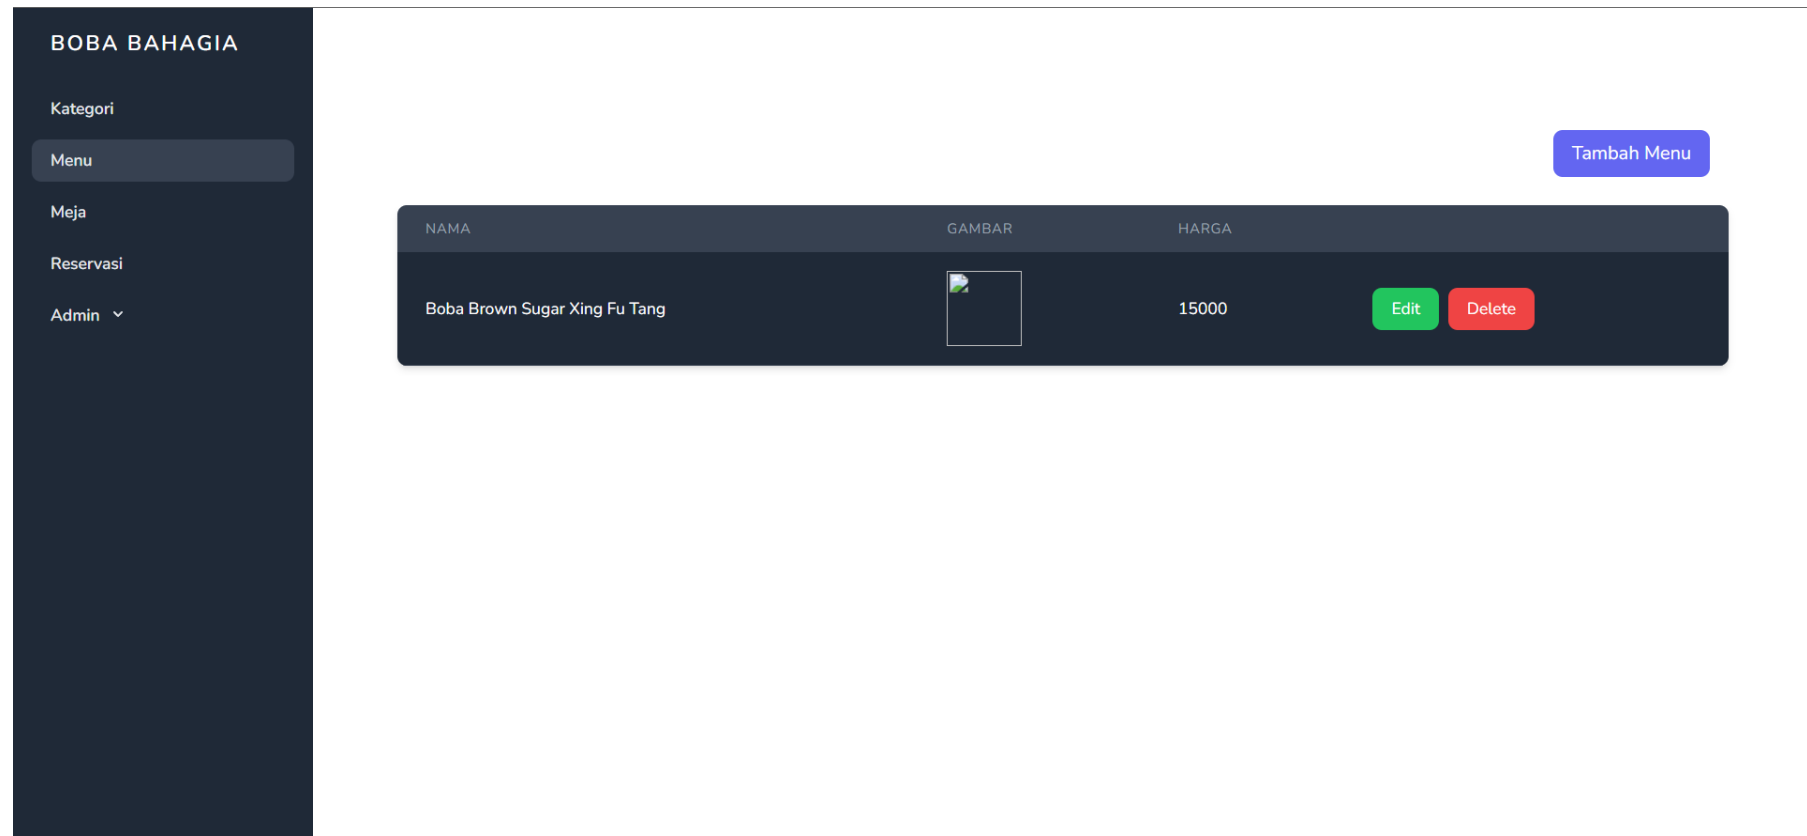 BOBA BAHAGIA
Kategori
Menu
Meja
Reservasi
Admin
Tambah Menu
NAMA GAMBAR HARGA
Boba Brown Sugar Xing Fu Tang 15000 Edit Delete